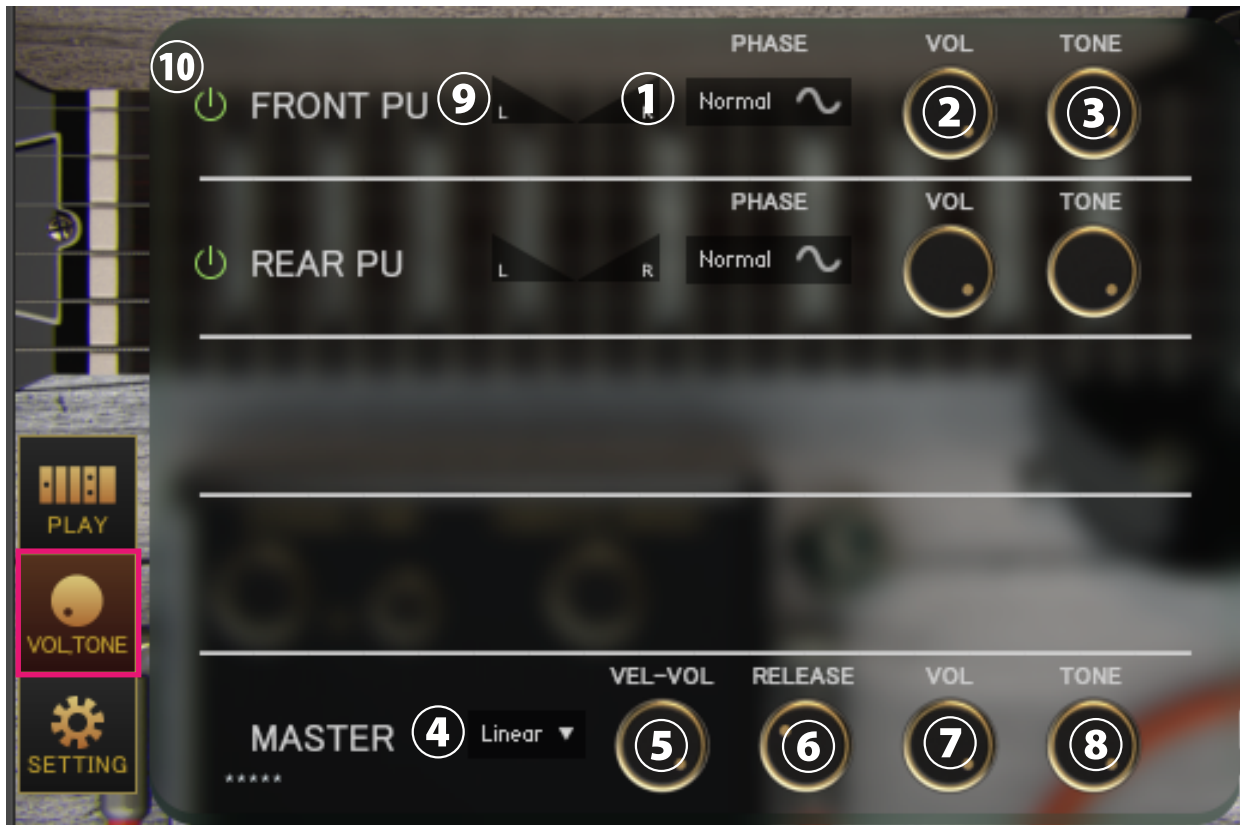 PHASE VOL TONE
⑩ FRONT PU ⑨ L ① R Normal ② ③
PHASE VOL TONE
REAR PU L R Normal
PLAY
VOL,TONE
VEL-VOL RELEASE VOL TONE
MASTER ④ Linear ▼ ⑤ ⑥ ⑦ ⑧
SETTING
*****